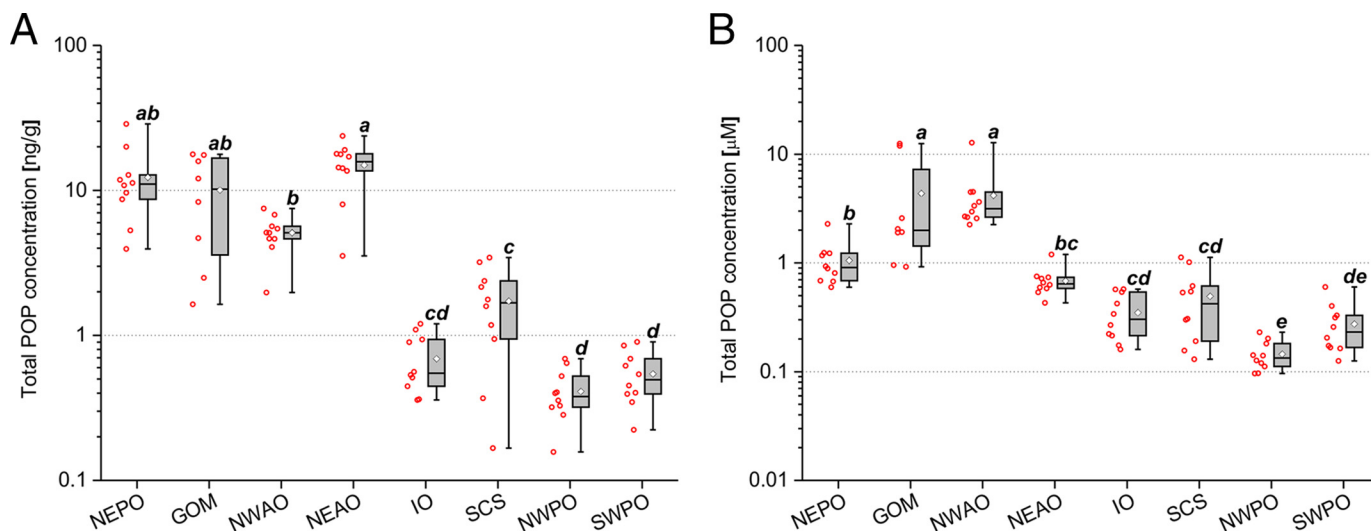 A
Total POP concentration [ng/g]
100
10
1
0.1
ab
ab
b
a
cd
c
d
d
NEPO GOM NWAO NEAO IO SCS NWPO SWPO
B
Total POP concentration [µM]
100
10
1
0.1
0.01
b
a
a
bc
cd
cd
e
de
NEPO GOM NWAO NEAO IO SCS NWPO SWPO